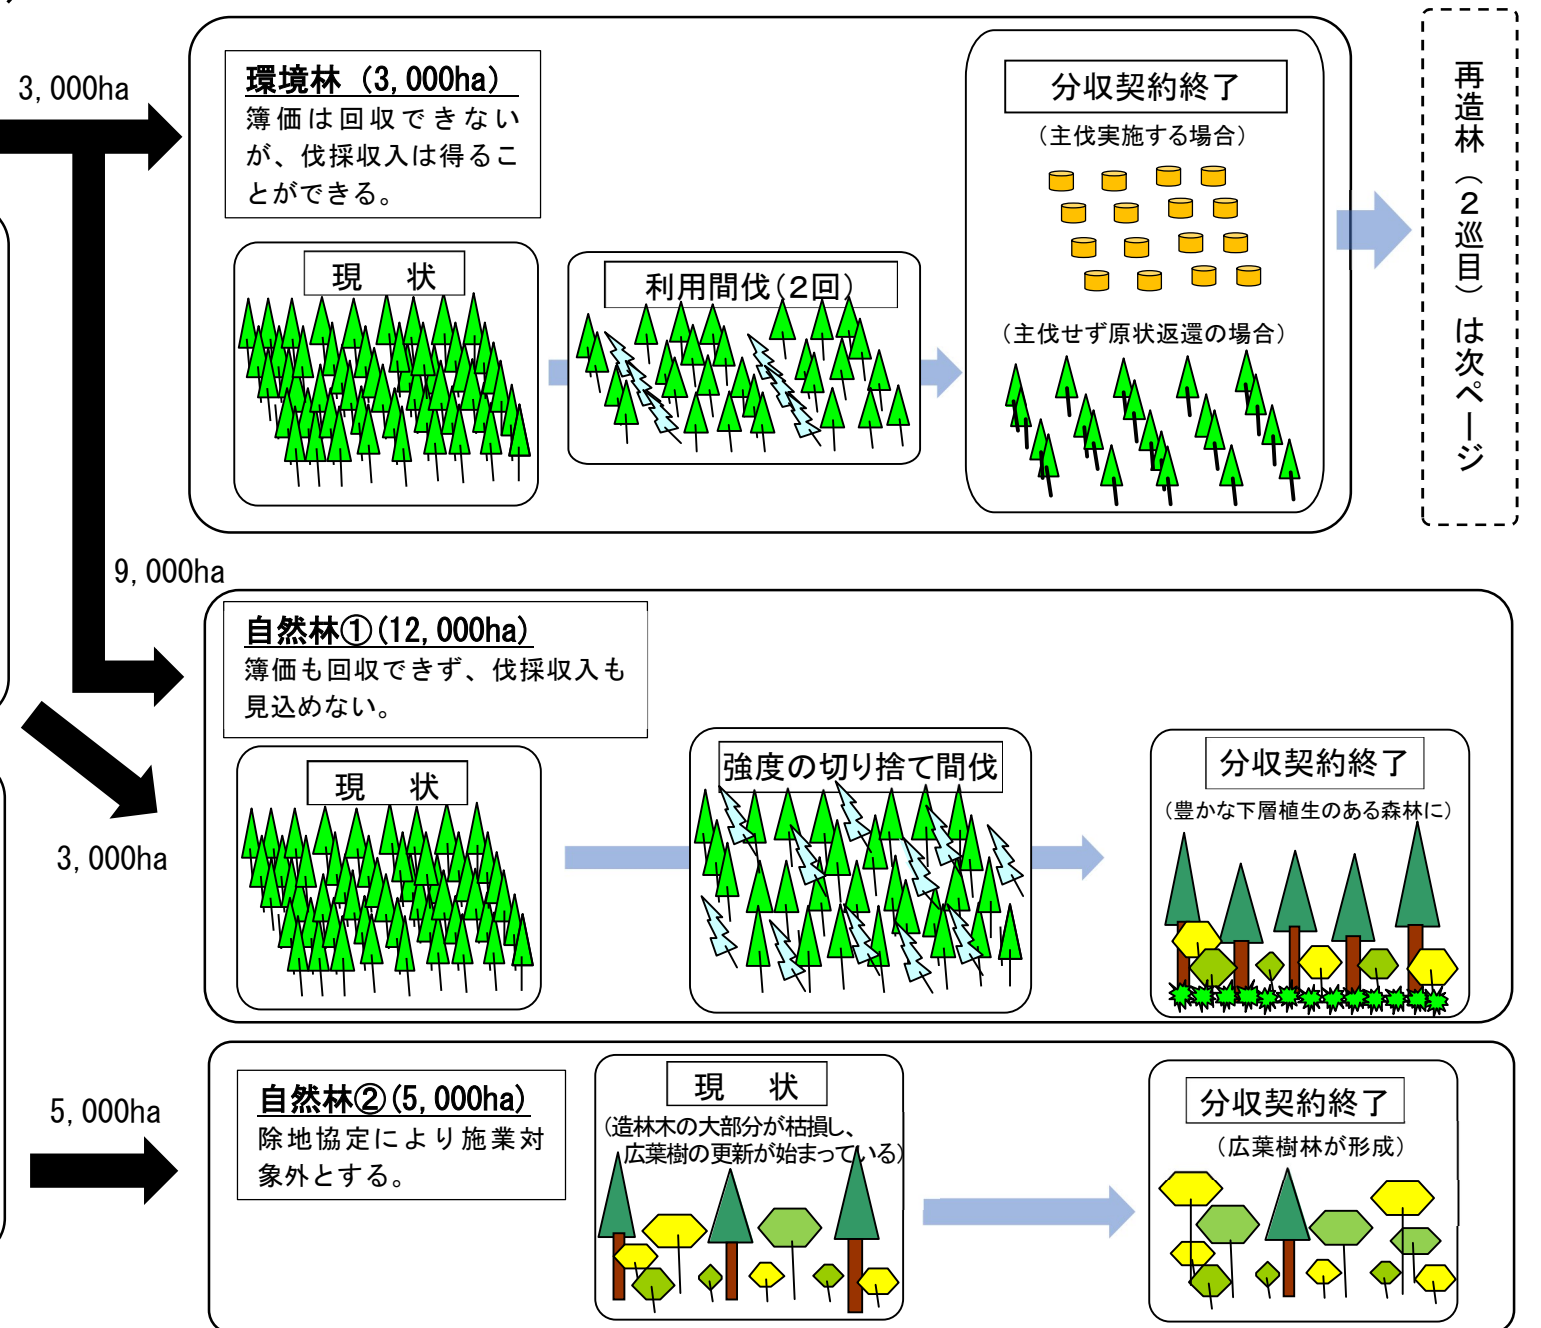 3,000ha
環境林 (3,000ha)
簿価は回収できない
が、伐採収入は得るこ
とができる。
現 状
利用間伐(2回)
分収契約終了
(主伐実施する場合)
(主伐せず原状返還の場合)
再造林(2巡目)は次ページ
9,000ha
3,000ha
自然林①(12,000ha)
簿価も回収できず、伐採収入も
見込めない。
現 状
強度の切り捨て間伐
分収契約終了
(豊かな下層植生のある森林に)
5,000ha
自然林②(5,000ha)
除地協定により施業対
象外とする。
現 状
(造林木の大部分が枯損し、
広葉樹の更新が始まっている)
分収契約終了
(広葉樹林が形成)